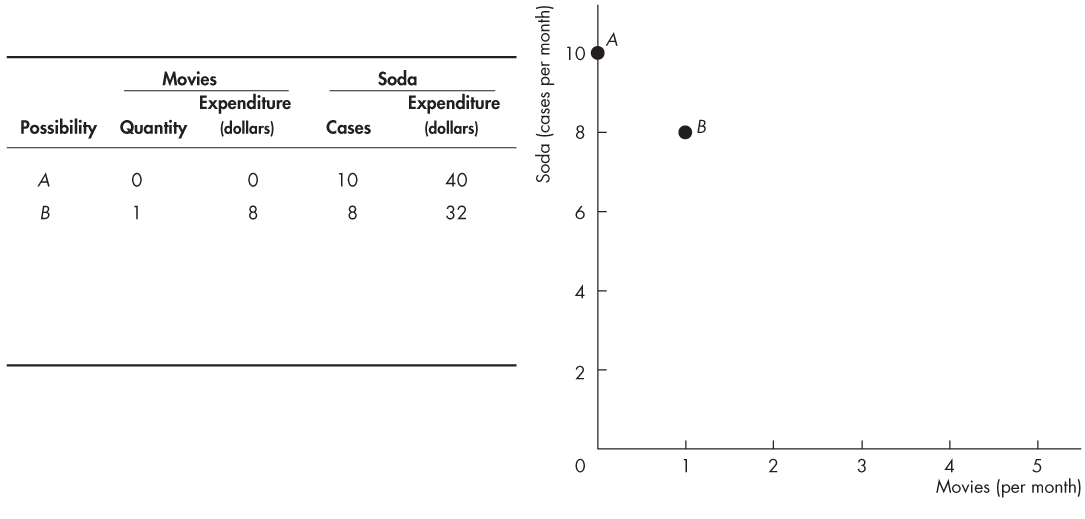 Movies Soda
Expenditure Expenditure
Possibility Quantity (dollars) Cases (dollars)
A 0 0 10 40
B 1 8 8 32
Soda (cases per month)
10 A
8 B
6
4
2
0 1 2 3 4 5
Movies (per month)